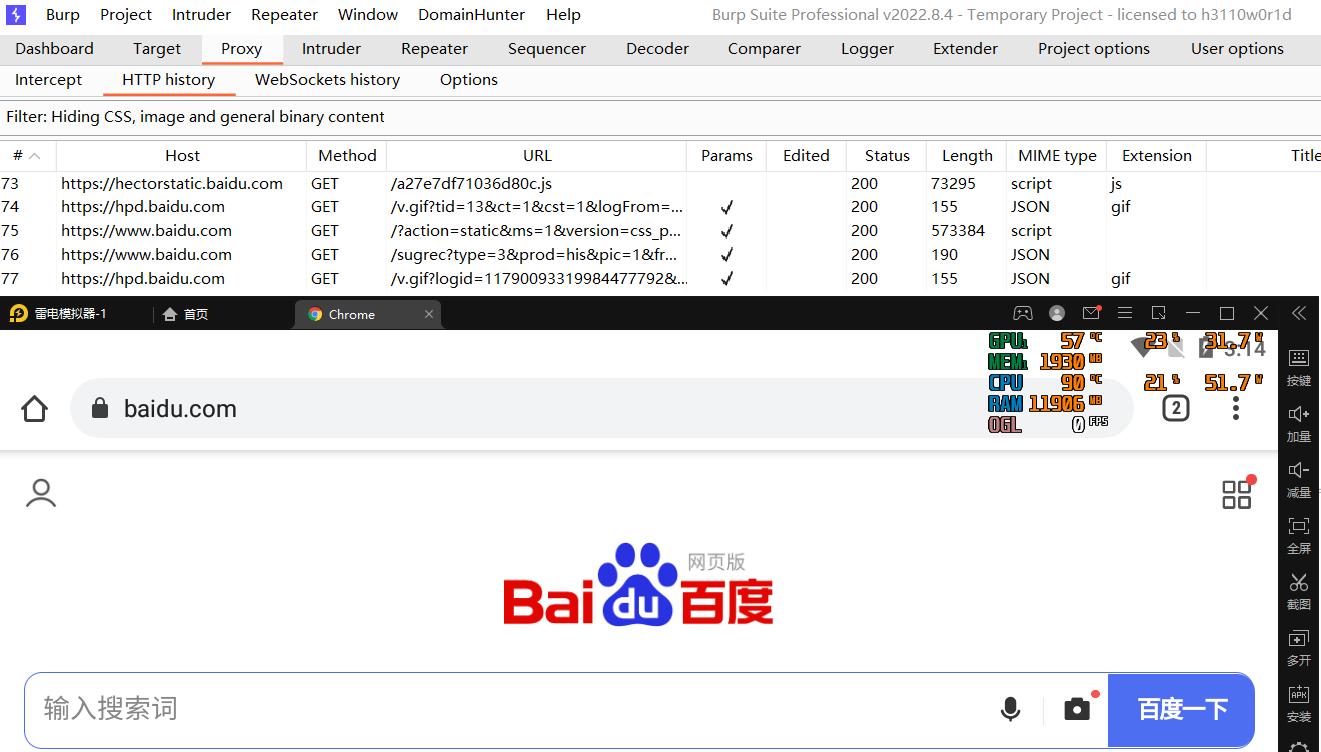 Burp Project Intruder Repeater Window DomainHunter Help Burp Suite Professional v2022.8.4 - Temporary Project - licensed to h3110w0r1d
Dashboard Target Proxy Intruder Repeater Sequencer Decoder Comparer Logger Extender Project options User options
Intercept HTTP history WebSockets history Options
Filter: Hiding CSS, image and general binary content
# Host Method URL Params Edited Status Length MIME type Extension Title
73 https://hectorstatic.baidu.com GET /a27e7df71036d80c.js 200 73295 script js
74 https://hpd.baidu.com GET /v.gif?tid=13&ct=1&cst=1&logFrom=... ✓ 200 155 JSON gif
75 https://www.baidu.com GET /?action=static&ms=1&version=css_p... ✓ 200 573384 script
76 https://www.baidu.com GET /sugrec?type=3&prod=his&pic=1&fr... ✓ 200 190 JSON
77 https://hpd.baidu.com GET /v.gif?logid=11790093319984477792&... ✓ 200 155 JSON gif
雷电模拟器-1 首页 Chrome
GPU1 57 °C 23 % 31.7 W
MEM1 1930 MB
CPU 90 °C 21 % 51.7 W
RAM 11906 MB
OGL 0 FPS
baidu.com 2
Baidu百度 网页版
输入搜索词 百度一下
按键
加量
减量
全屏
截图
多开
APK
安装